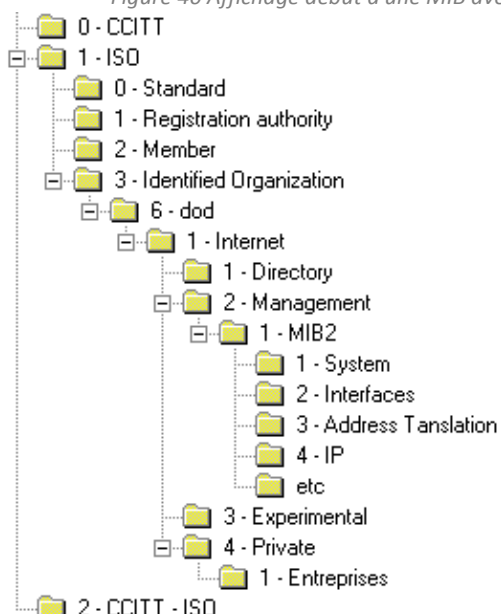 Figure 40 Affichage début d'une MIB ave
0 - CCITT
1 - ISO
0 - Standard
1 - Registration authority
2 - Member
3 - Identified Organization
6 - dod
1 - Internet
1 - Directory
2 - Management
1 - MIB2
1 - System
2 - Interfaces
3 - Address Tanslation
4 - IP
etc
3 - Experimental
4 - Private
1 - Entreprises
2 - CCITT - ISO